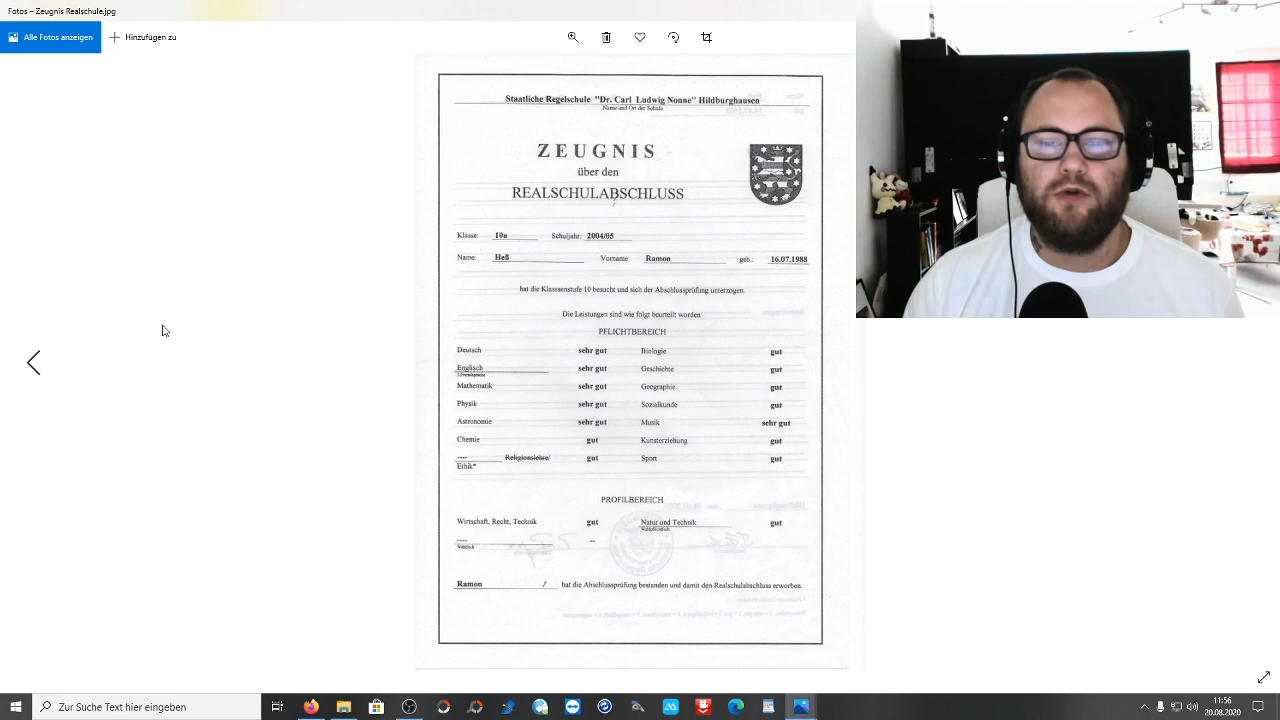 Fotos – Zeugnis Realschule.jpg
Alle Fotos anzeigen
Hinzufügen zu
Staatliche Regelschule "Dr. Carl Ludwig Nonne" Hildburghausen
Name und Ort der Schule
ZEUGNIS
über den
REALSCHULABSCHLUSS
Klasse: 10a Schuljahr: 2004/05
Name: Heß Vorname Ramon geb.: 16.07.1988
hat die Klassenstufe 10 besucht und sich der Abschlussprüfung unterzogen.
Die Leistungen sind wie folgt beurteilt worden:
PFLICHTBEREICH
Deutsch sehr gut Biologie gut
Englisch sehr gut Geschichte gut
1.Fremdsprache
Mathematik sehr gut Geographie gut
Physik sehr gut Sozialkunde gut
Astronomie sehr gut Musik sehr gut
Chemie gut Kunsterziehung gut
---- Religionslehre/ gut Sport gut
Ethik*
PROFILBEREICH
Wirtschaft, Recht, Technik gut Natur und Technik gut
Wahlpflichtfach
---- --
Wahlfach
Ramon hat die Abschlussprüfung bestanden und damit den Realschulabschluss erworben.
Zur Suche Text hier eingeben
11:56
20.08.2020